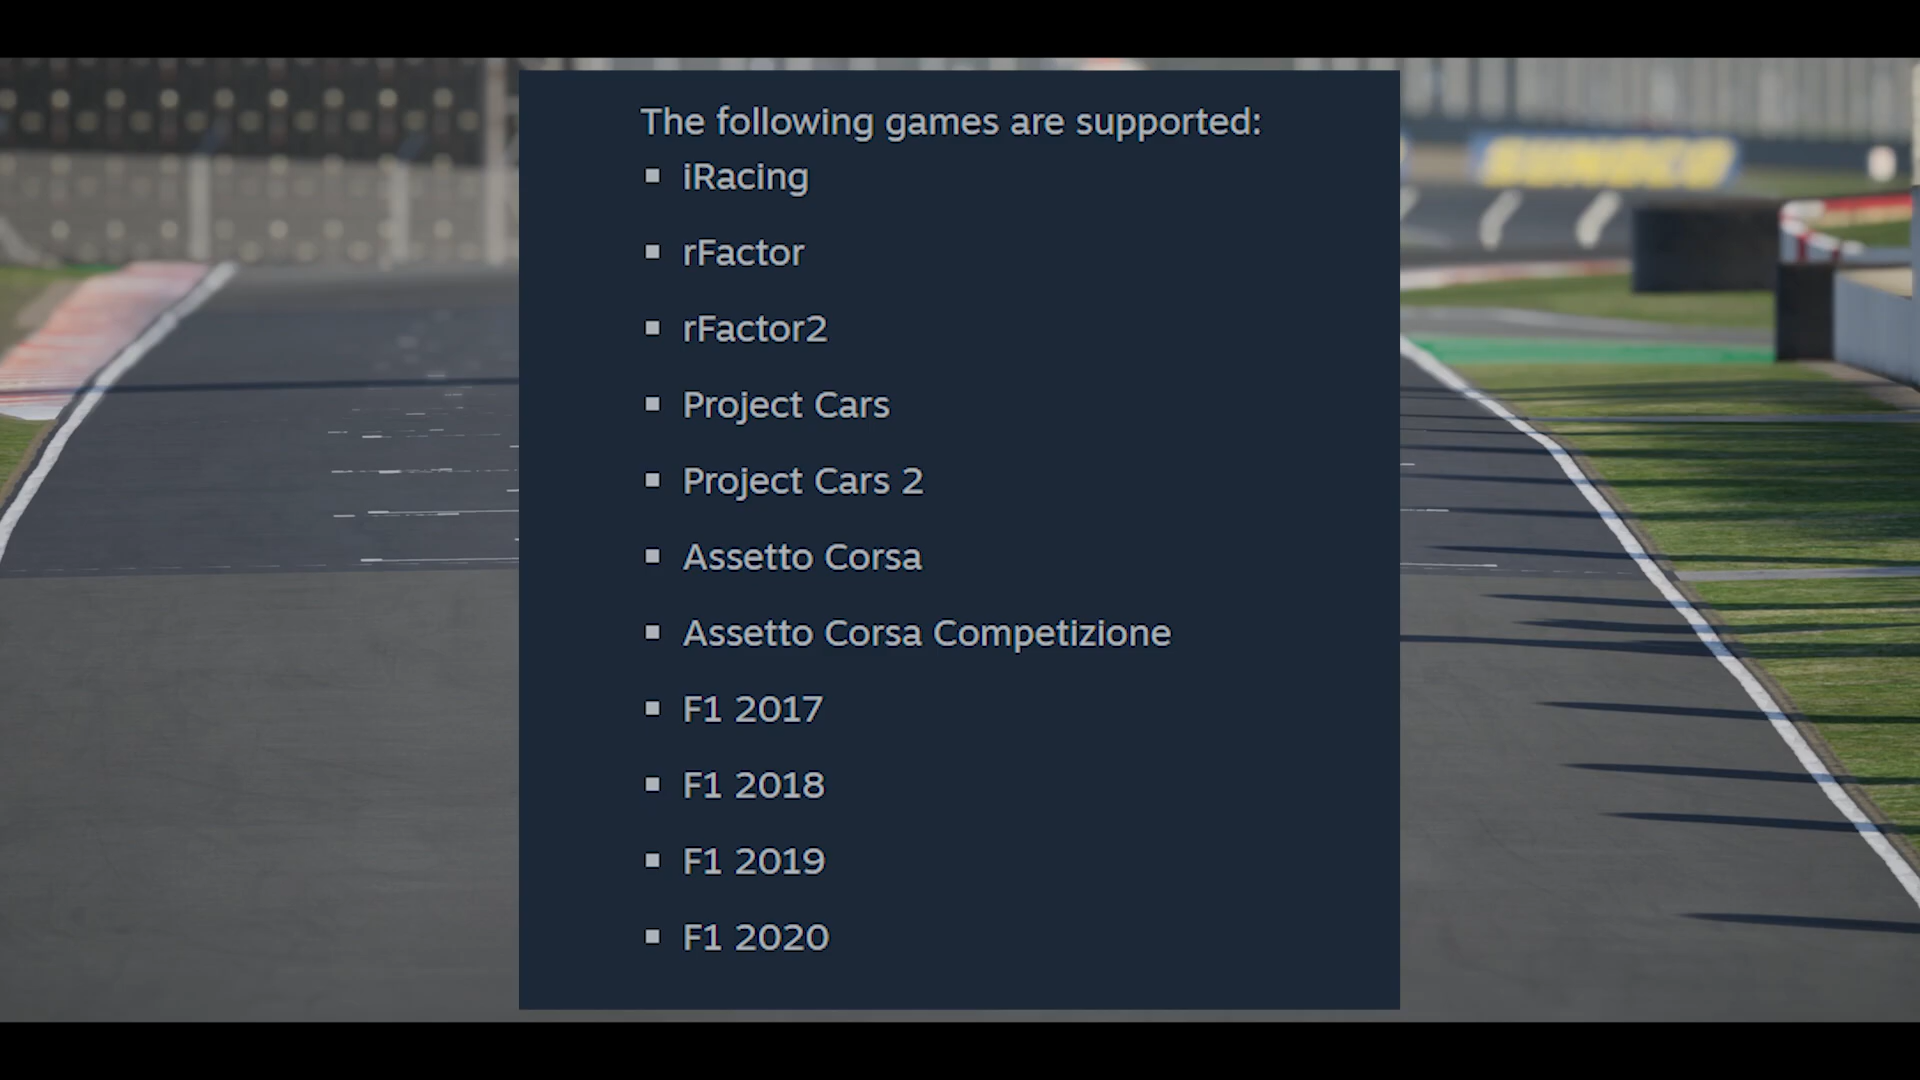 The following games are supported:
iRacing
rFactor
rFactor2
Project Cars
Project Cars 2
Assetto Corsa
Assetto Corsa Competizione
F1 2017
F1 2018
F1 2019
F1 2020
SUNOCO